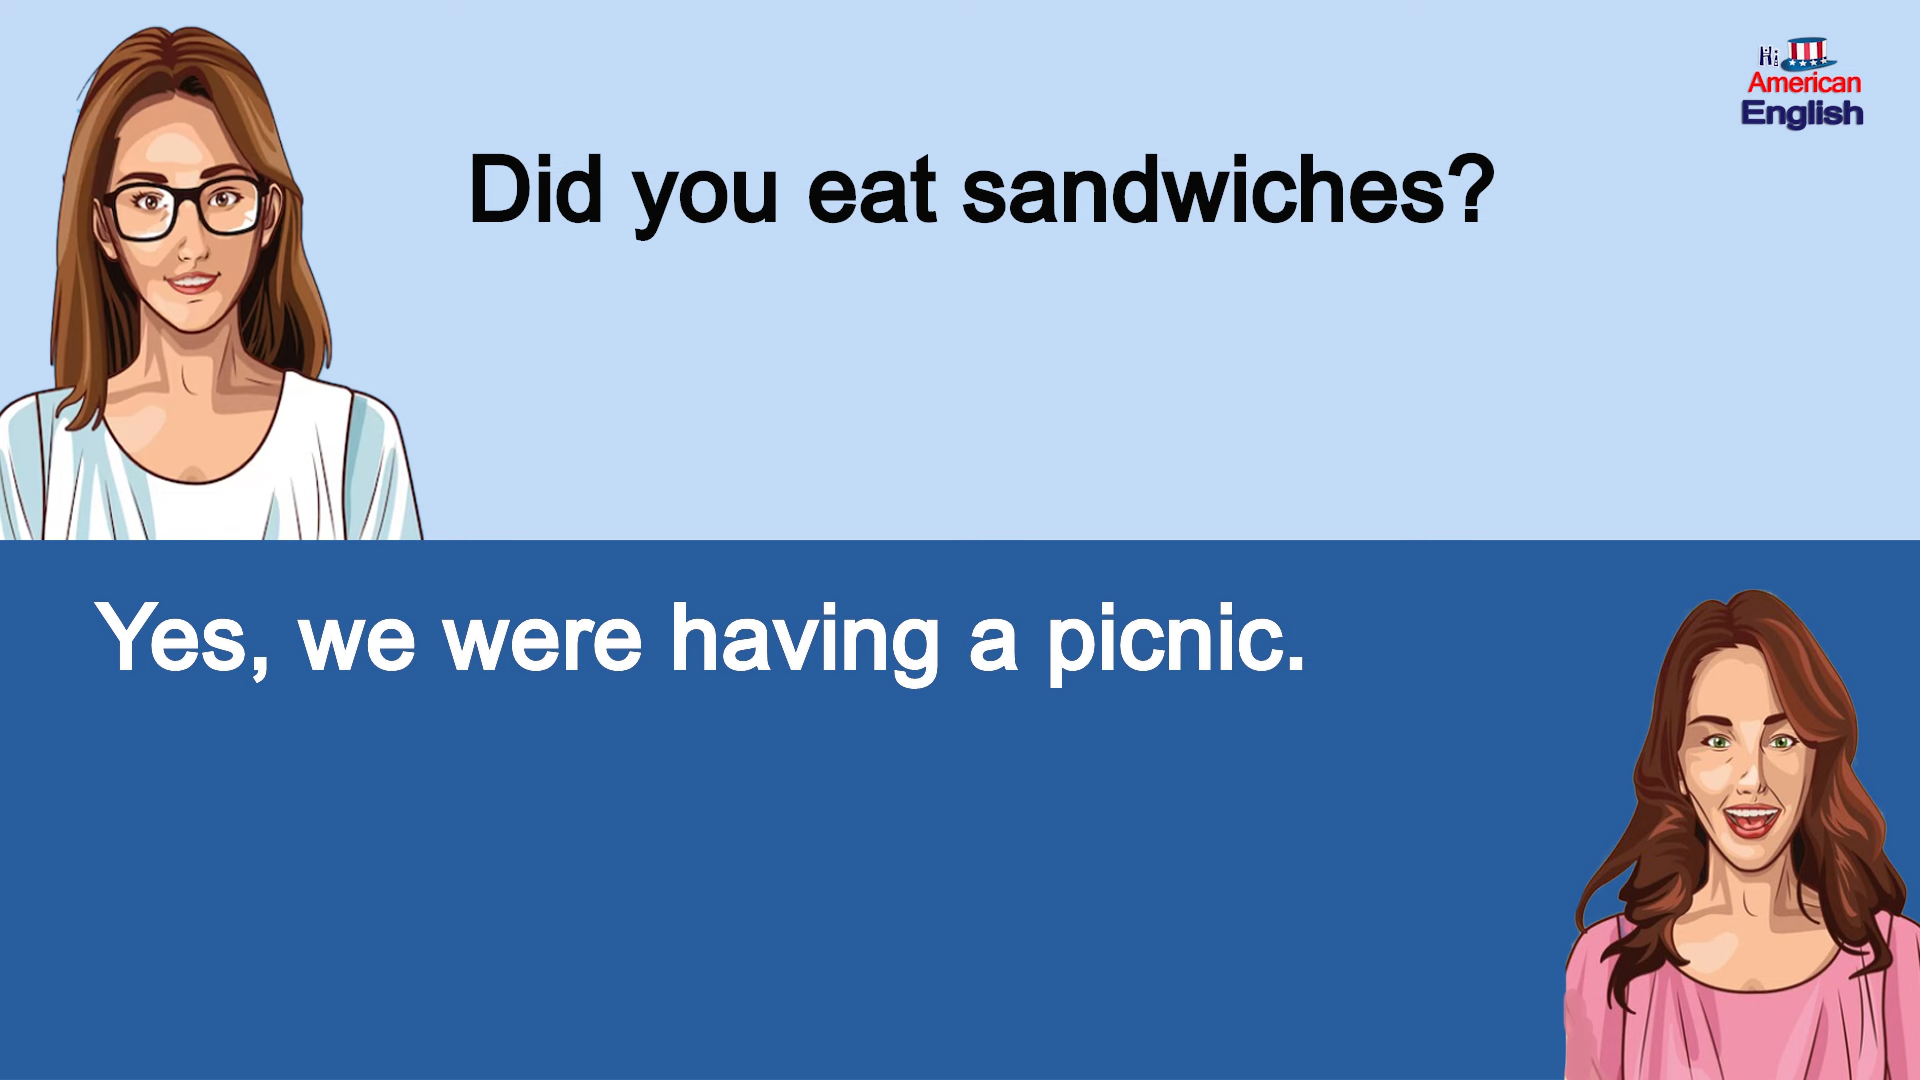 Hi
American
English
Did you eat sandwiches?
Yes, we were having a picnic.